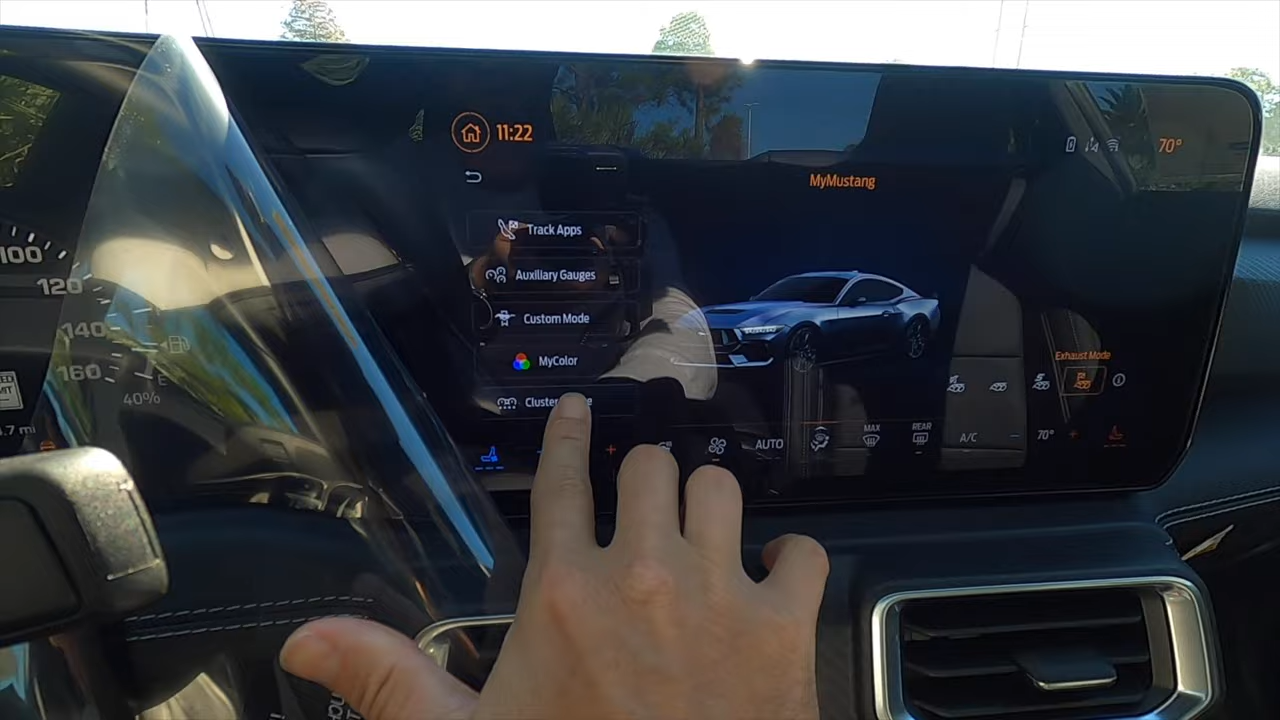 11:22
70°
MyMustang
Track Apps
Auxiliary Gauges
Custom Mode
MyColor
Exhaust Mode
AUTO
MAX
REAR
A/C
70°
100
120
140
160
E
40%